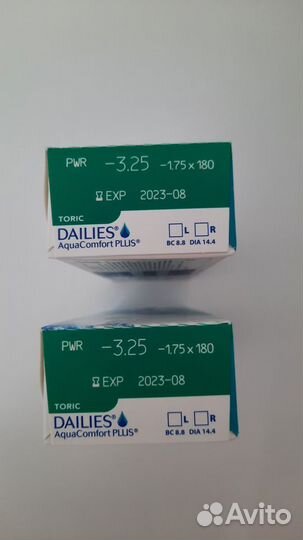 PWR -3.25 -1.75 x 180
EXP 2023-08
TORIC
DAILIES® L R
AquaComfort PLUS® BC 8.8 DIA 14.4
PWR -3.25 -1.75 x 180
EXP 2023-08
TORIC
DAILIES® L R
AquaComfort PLUS® BC 8.8 DIA 14.4
Avito